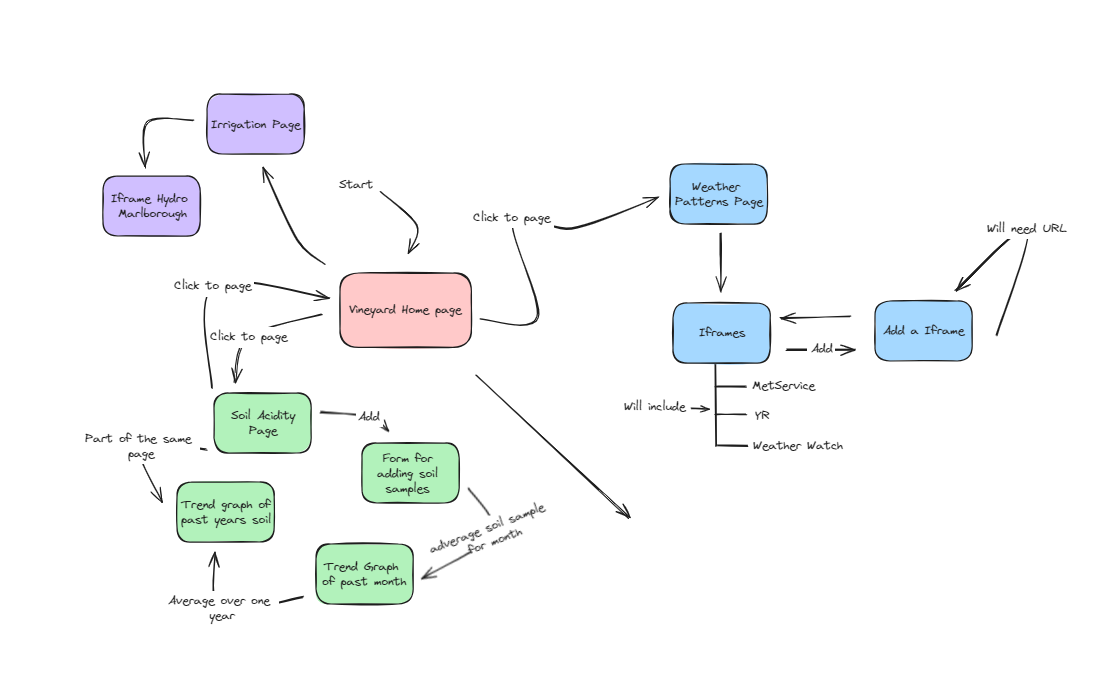 Irrigation Page
Iframe Hydro
Marlborough
Start
Click to page
Weather
Patterns Page
Will need URL
Click to page
Vineyard Home page
Click to page
Iframes
Add a Iframe
Add
Will include
MetService
YR
Weather Watch
Soil Acidity
Page
Add
Part of the same
page
Form for
adding soil
samples
Trend graph of
past years soil
adverage soil sample
for month
Trend Graph
of past month
Average over one
year